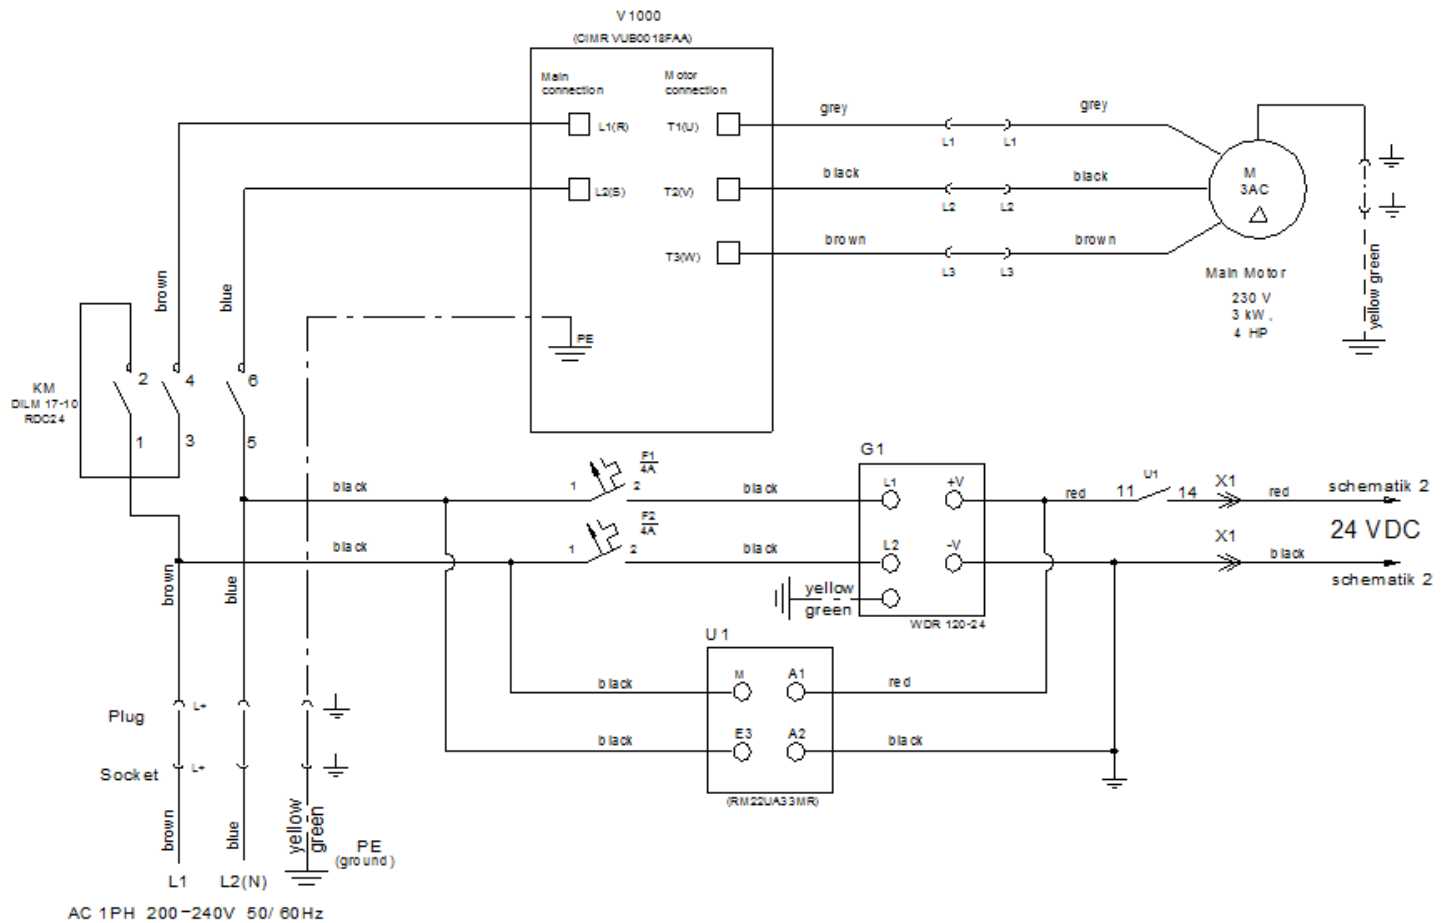 V1000
(CIMR VUB0018FAA)
Main
connection
Motor
connection
L1(R)
T1(U)
grey
grey
L1
L1
L2(S)
T2(V)
black
black
L2
L2
T3(W)
brown
brown
L3
L3
M
3AC
Main Motor
230 V
3 kW,
4 HP
yellow green
PE
brown
blue
KM
DILM 17-10
RDC24
2
4
6
1
3
5
black
1
2
F1
4A
black
black
1
2
F2
4A
black
G1
L1
+V
L2
-V
yellow
green
WDR 120-24
red
U1
11
14
X1
red
schematik 2
24 VDC
X1
black
schematik 2
brown
blue
U1
M
A1
black
red
E3
A2
black
black
(RM22UA33MR)
Plug
L+
Socket
L+
brown
blue
yellow
green
PE
(ground)
L1
L2(N)
AC 1PH 200-240V 50/60Hz